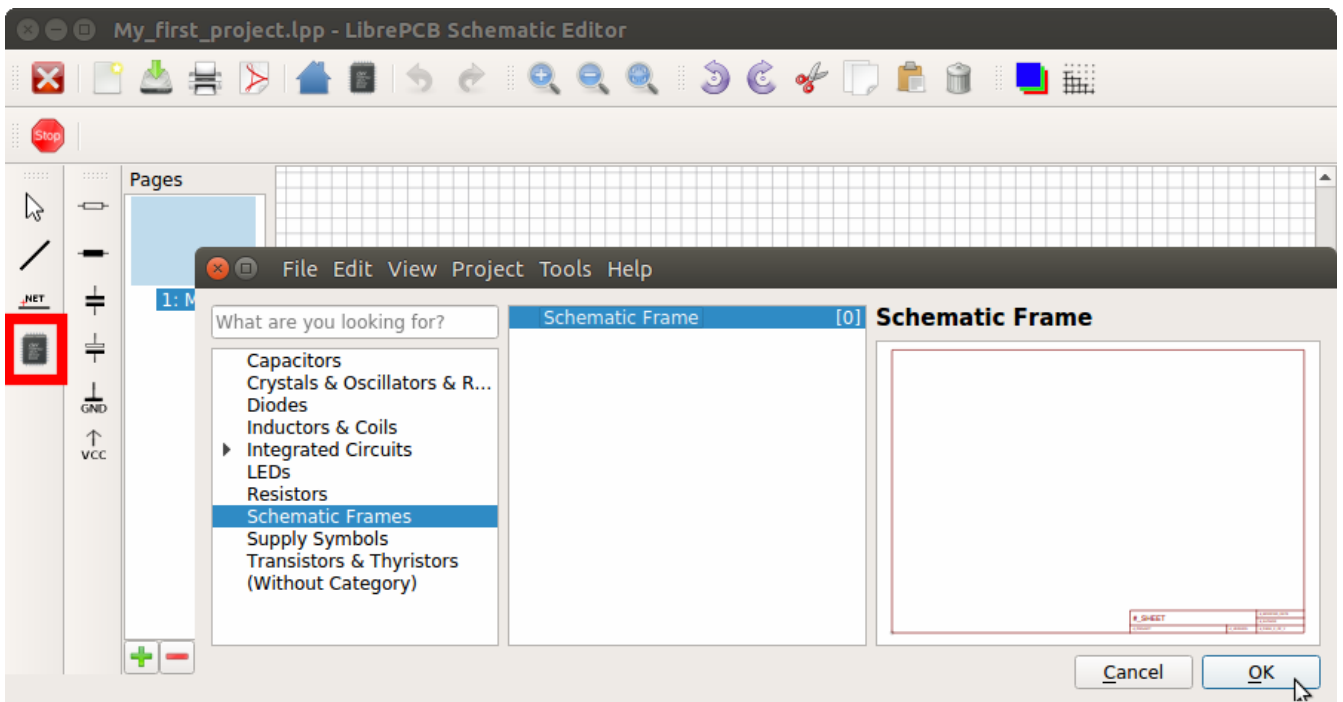 My_first_project.lpp - LibrePCB Schematic Editor
Stop
Pages
NET
GND
VCC
1: M
File Edit View Project Tools Help
What are you looking for?
Capacitors
Crystals & Oscillators & R...
Diodes
Inductors & Coils
Integrated Circuits
LEDs
Resistors
Schematic Frames
Supply Symbols
Transistors & Thyristors
(Without Category)
Schematic Frame [0]
Schematic Frame
#_SHEET
Cancel
OK